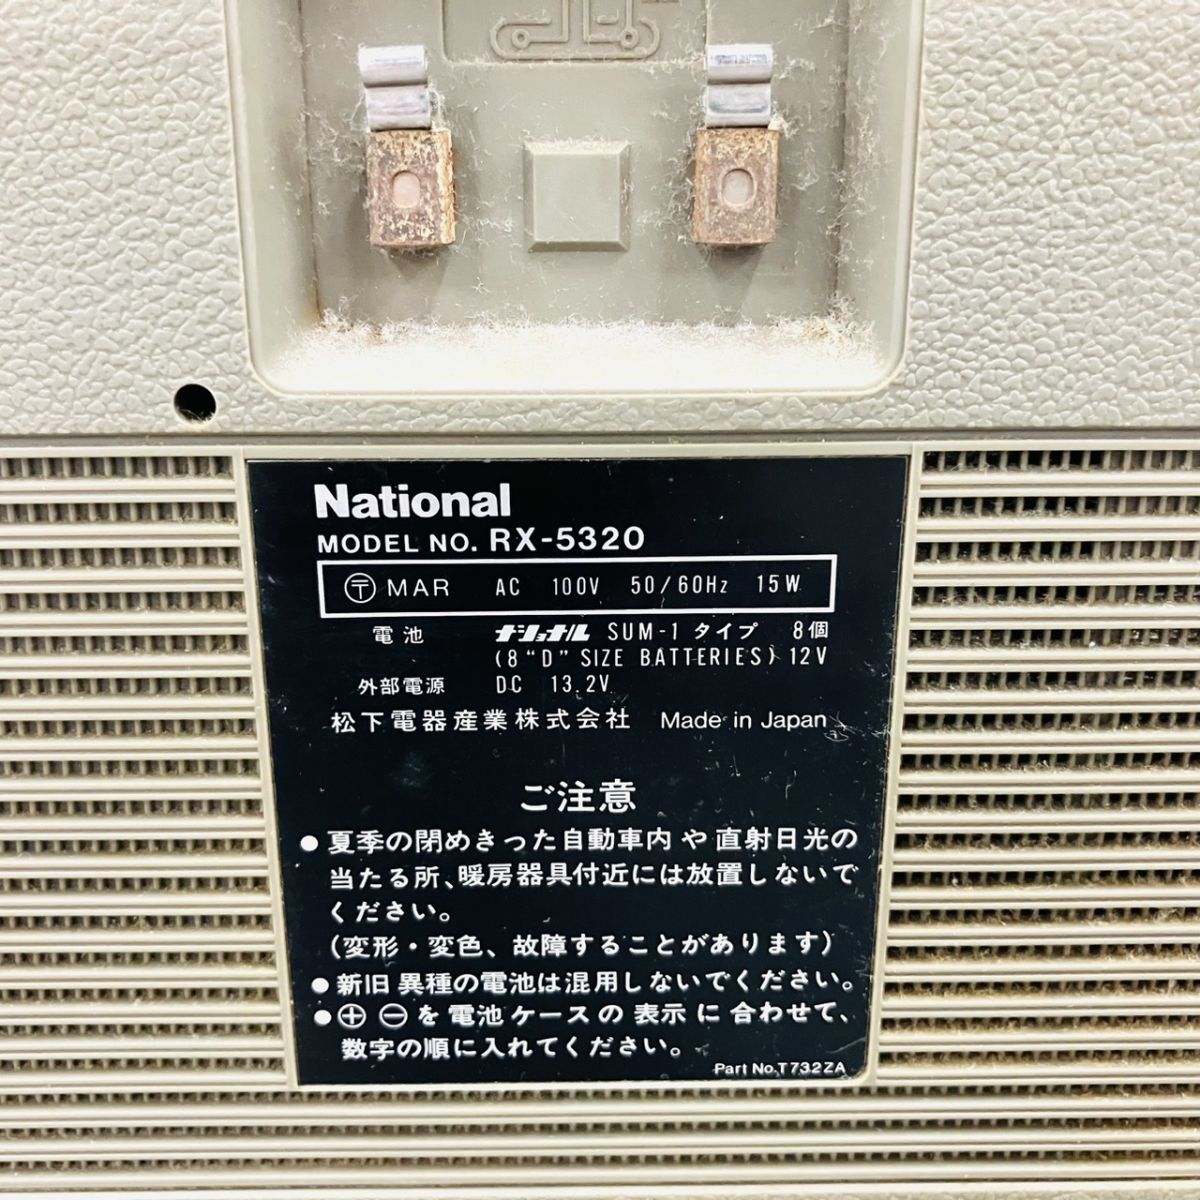 National
MODEL NO. RX-5320
〒 MAR AC 100V 50/60Hz 15W
電池 ナショナル SUM-1 タイプ 8個
(8 "D" SIZE BATTERIES) 12V
外部電源 DC 13.2V
松下電器産業株式会社 Made in Japan
ご注意
●夏季の閉めきった自動車内や直射日光の
当たる所、暖房器具付近には放置しないで
ください。
(変形・変色、故障することがあります)
●新旧異種の電池は混用しないでください。
●⊕ ⊖を電池ケースの表示に合わせて、
数字の順に入れてください。
Part No.T732ZA